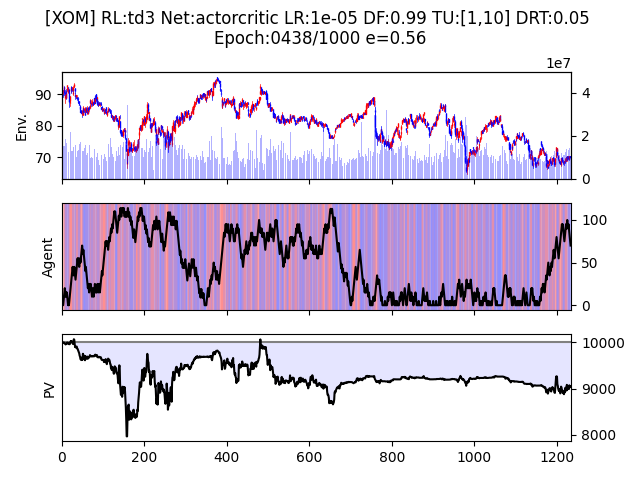 [XOM] RL:td3 Net:actorcritic LR:1e-05 DF:0.99 TU:[1,10] DRT:0.05
Epoch:0438/1000 e=0.56
1e7
90
80
70
Env.
4
2
0
Agent
100
50
0
PV
10000
9000
8000
0 200 400 600 800 1000 1200